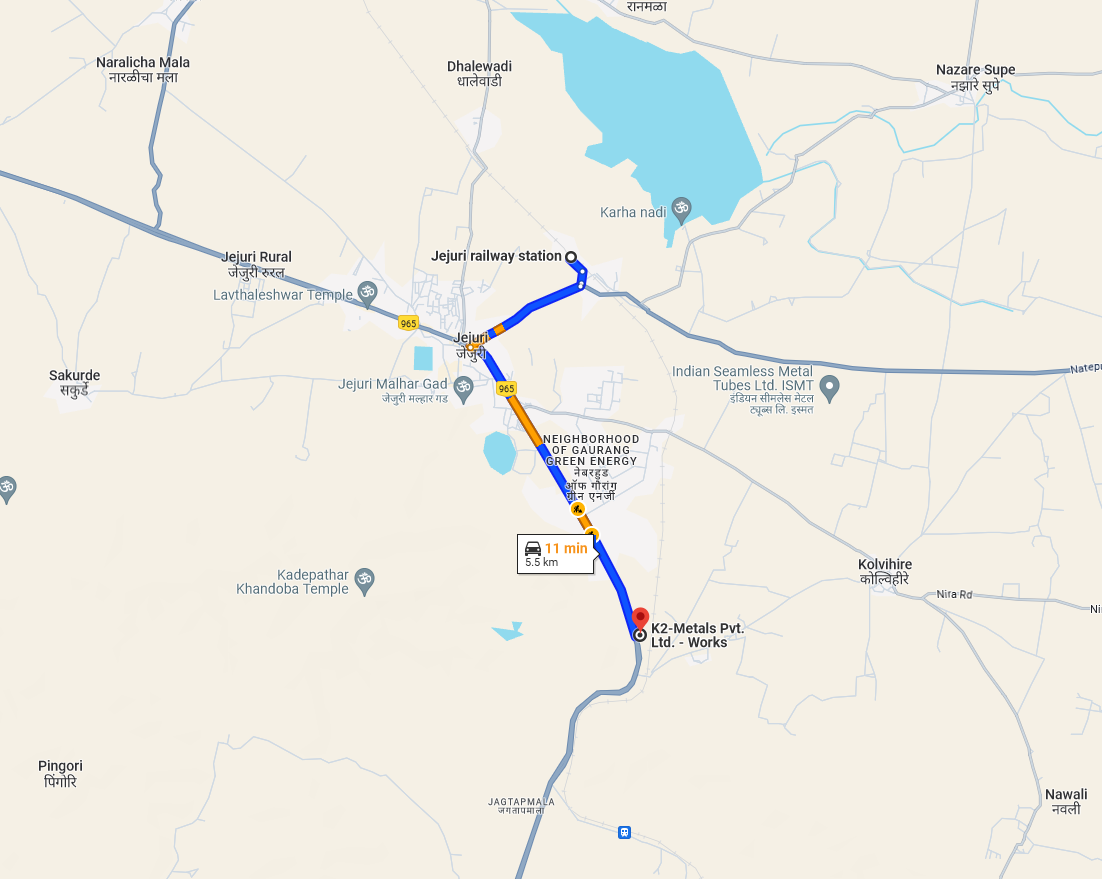 रानमळा
Naralicha Mala
नारळीचा मला
Dhalewadi
धालेवाडी
Nazare Supe
नझारे सुपे
Karha nadi
Jejuri railway station
Jejuri Rural
जेजुरी रुरल
Lavthaleshwar Temple
965
Jejuri
जेजुरी
Sakurde
सकुर्डे
Jejuri Malhar Gad
जेजुरी मल्हार गड
965
Indian Seamless Metal
Tubes Ltd. ISMT
इंडियन सीमलेस मेटल
ट्यूब्स लि. इस्मत
Natepu
NEIGHBORHOOD
OF GAURANG
GREEN ENERGY
नेबरहुड
ऑफ गौरांग
ग्रीन एनर्जी
11 min
5.5 km
Kolvihire
कोल्विहीरे
Nira Rd
Ni
Kadepathar
Khandoba Temple
K2-Metals Pvt.
Ltd. - Works
Pingori
पिंगोरि
JAGTAPMALA
जगतापमाला
Nawali
नवली